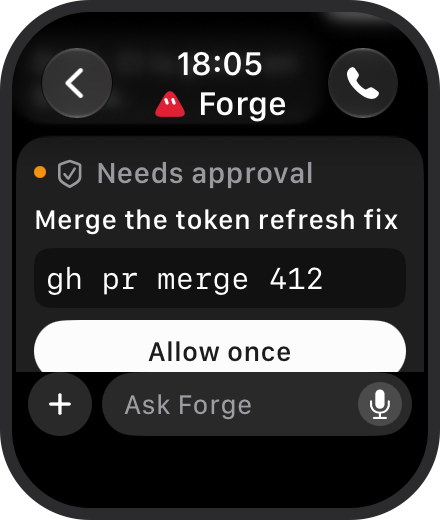 18:05
Forge
Needs approval
Merge the token refresh fix
gh pr merge 412
Allow once
Ask Forge